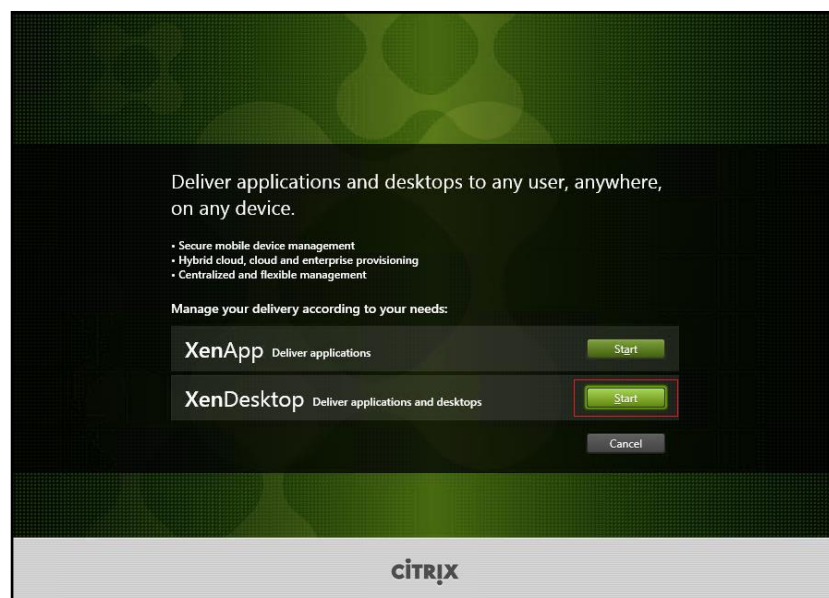 Deliver applications and desktops to any user, anywhere,
on any device.
• Secure mobile device management
• Hybrid cloud, cloud and enterprise provisioning
• Centralized and flexible management
Manage your delivery according to your needs:
XenApp Deliver applications Start
XenDesktop Deliver applications and desktops Start
Cancel
CİTRIX